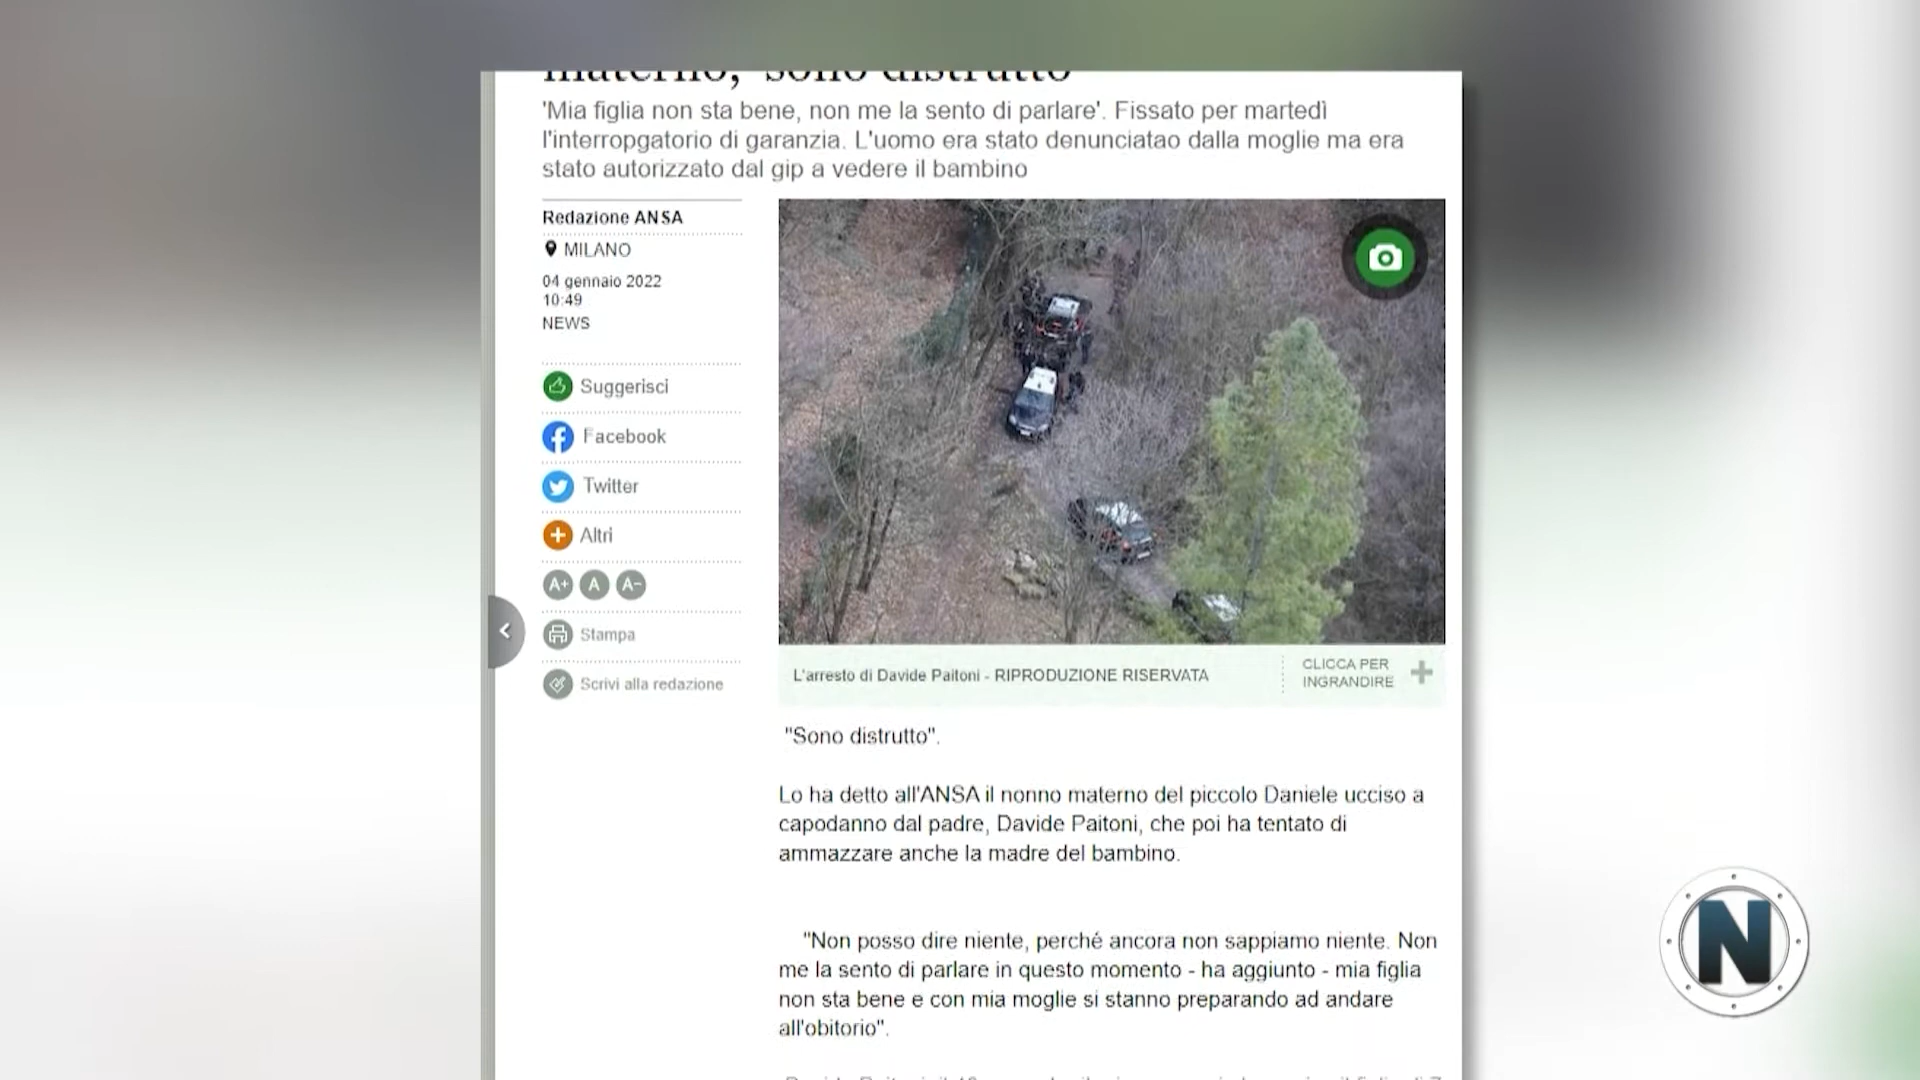 materno, 'sono distrutto'
'Mia figlia non sta bene, non me la sento di parlare'. Fissato per martedì
l'interropgatorio di garanzia. L'uomo era stato denunciatao dalla moglie ma era
stato autorizzato dal gip a vedere il bambino
Redazione ANSA
MILANO
04 gennaio 2022
10:49
NEWS
Suggerisci
Facebook
Twitter
Altri
A+ A A-
Stampa
Scrivi alla redazione
L'arresto di Davide Paitoni - RIPRODUZIONE RISERVATA
CLICCA PER
INGRANDIRE
"Sono distrutto".
Lo ha detto all'ANSA il nonno materno del piccolo Daniele ucciso a
capodanno dal padre, Davide Paitoni, che poi ha tentato di
ammazzare anche la madre del bambino.
"Non posso dire niente, perché ancora non sappiamo niente. Non
me la sento di parlare in questo momento - ha aggiunto - mia figlia
non sta bene e con mia moglie si stanno preparando ad andare
all'obitorio".
N